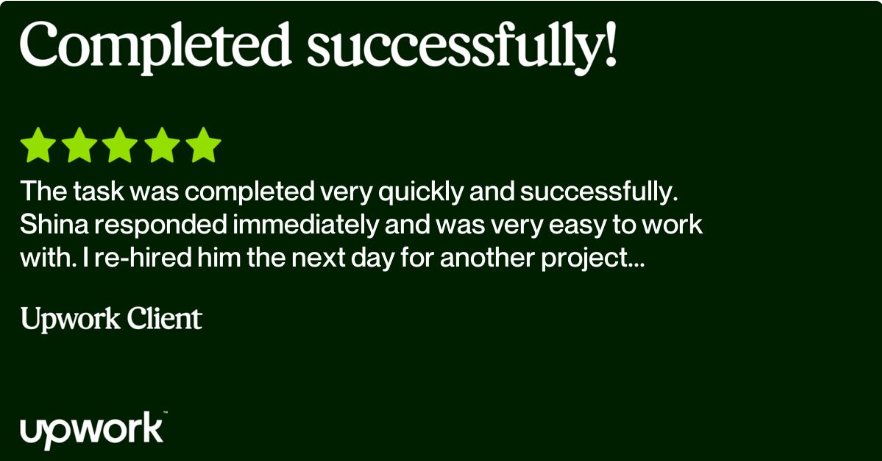 Completed successfully!
The task was completed very quickly and successfully.
Shina responded immediately and was very easy to work
with. I re-hired him the next day for another project...
Upwork Client
upwork™